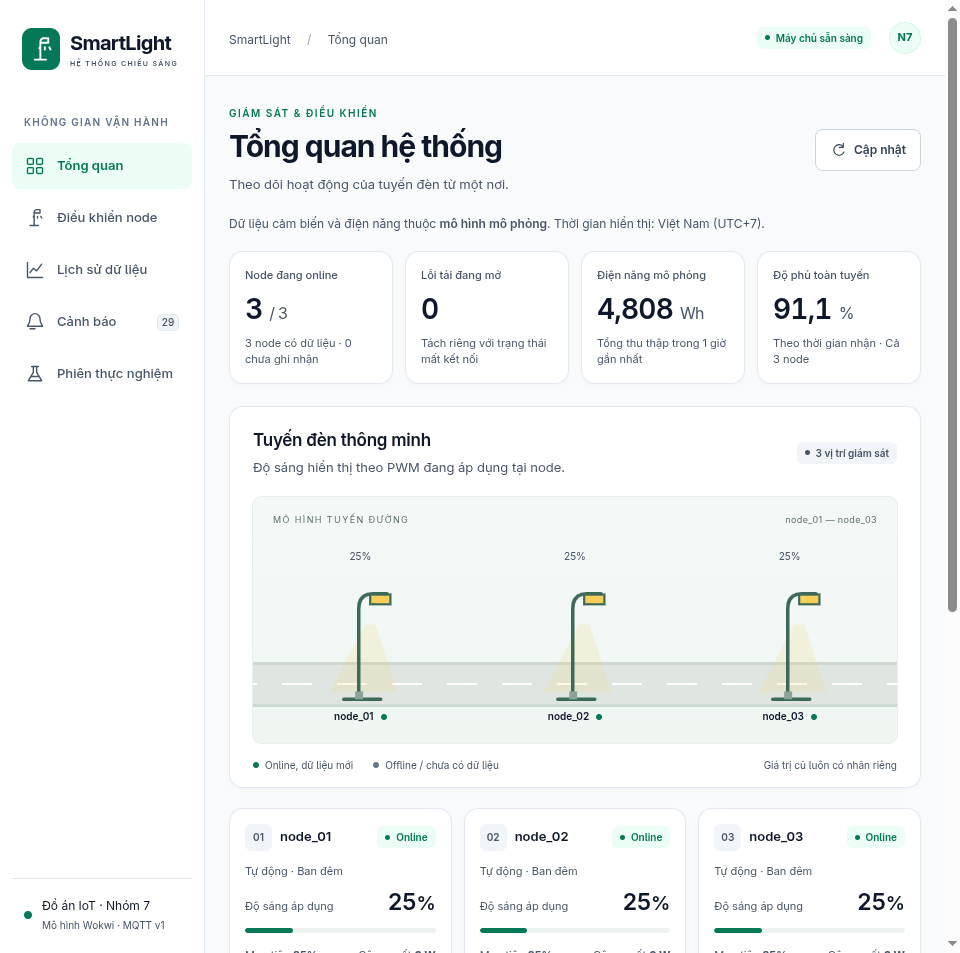 SmartLight
HỆ THỐNG CHIẾU SÁNG
KHÔNG GIAN VẬN HÀNH
Tổng quan
Điều khiển node
Lịch sử dữ liệu
Cảnh báo 29
Phiên thực nghiệm
Đồ án IoT · Nhóm 7
Mô hình Wokwi · MQTT v1
SmartLight / Tổng quan
Máy chủ sẵn sàng
N7
GIÁM SÁT & ĐIỀU KHIỂN
Tổng quan hệ thống
Cập nhật
Theo dõi hoạt động của tuyến đèn từ một nơi.
Dữ liệu cảm biến và điện năng thuộc mô hình mô phỏng. Thời gian hiển thị: Việt Nam (UTC+7).
Node đang online
3 / 3
3 node có dữ liệu · 0
chưa ghi nhận
Lỗi tải đang mở
0
Tách riêng với trạng thái
mất kết nối
Điện năng mô phỏng
4,808 Wh
Tổng thu thập trong 1 giờ
gần nhất
Độ phủ toàn tuyến
91,1 %
Theo thời gian nhận · Cả
3 node
Tuyến đèn thông minh
Độ sáng hiển thị theo PWM đang áp dụng tại node.
3 vị trí giám sát
MÔ HÌNH TUYẾN ĐƯỜNG
node_01 — node_03
25% 25% 25%
node_01 node_02 node_03
Online, dữ liệu mới
Offline / chưa có dữ liệu
Giá trị cũ luôn có nhãn riêng
01 node_01 Online
Tự động · Ban đêm
Độ sáng áp dụng 25%
02 node_02 Online
Tự động · Ban đêm
Độ sáng áp dụng 25%
03 node_03 Online
Tự động · Ban đêm
Độ sáng áp dụng 25%